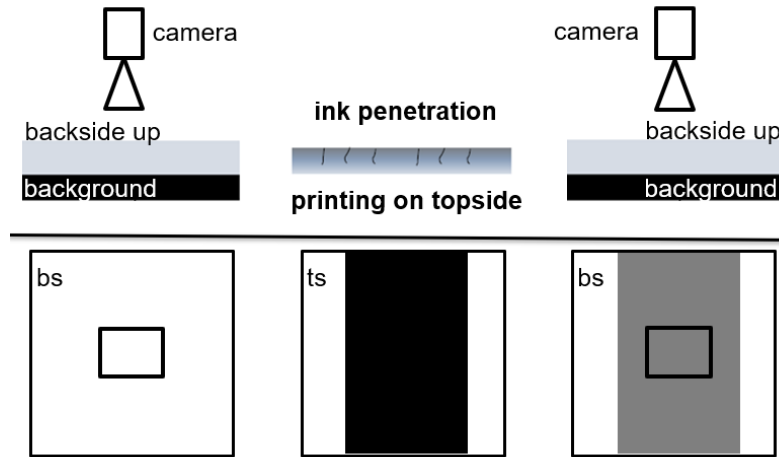 camera
camera
ink penetration
backside up
backside up
background
background
printing on topside
bs
ts
bs